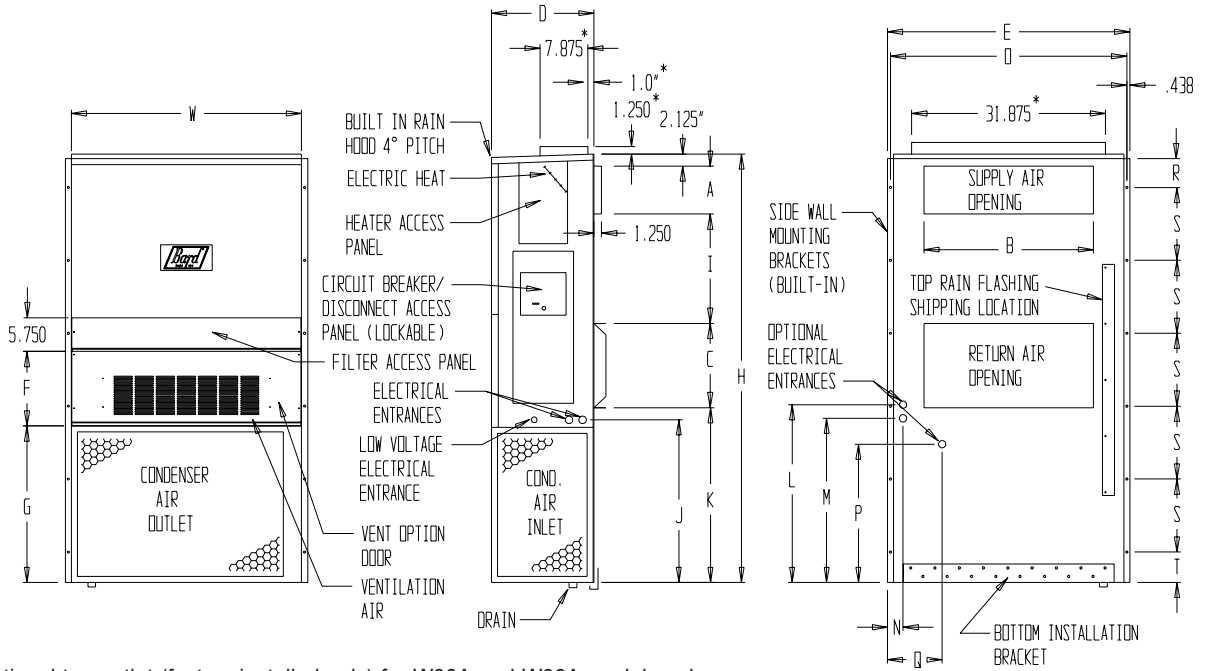 D
7.875*
1.0"*
1.250*
2.125"
E
O
.438
31.875*
W
BUILT IN RAIN
HOOD 4° PITCH
ELECTRIC HEAT
HEATER ACCESS
PANEL
CIRCUIT BREAKER/
DISCONNECT ACCESS
PANEL (LOCKABLE)
FILTER ACCESS PANEL
ELECTRICAL
ENTRANCES
LOW VOLTAGE
ELECTRICAL
ENTRANCE
VENT OPTION
DOOR
VENTILATION
AIR
Bard
5.750
F
G
CONDENSER
AIR
OUTLET
A
1.250
I
C
H
J
K
COND.
AIR
INLET
DRAIN
SIDE WALL
MOUNTING
BRACKETS
(BUILT-IN)
OPTIONAL
ELECTRICAL
ENTRANCES
SUPPLY AIR
OPENING
B
TOP RAIN FLASHING
SHIPPING LOCATION
RETURN AIR
OPENING
R
S
S
S
S
S
T
L
M
P
N
Q
BOTTOM INSTALLATION
BRACKET